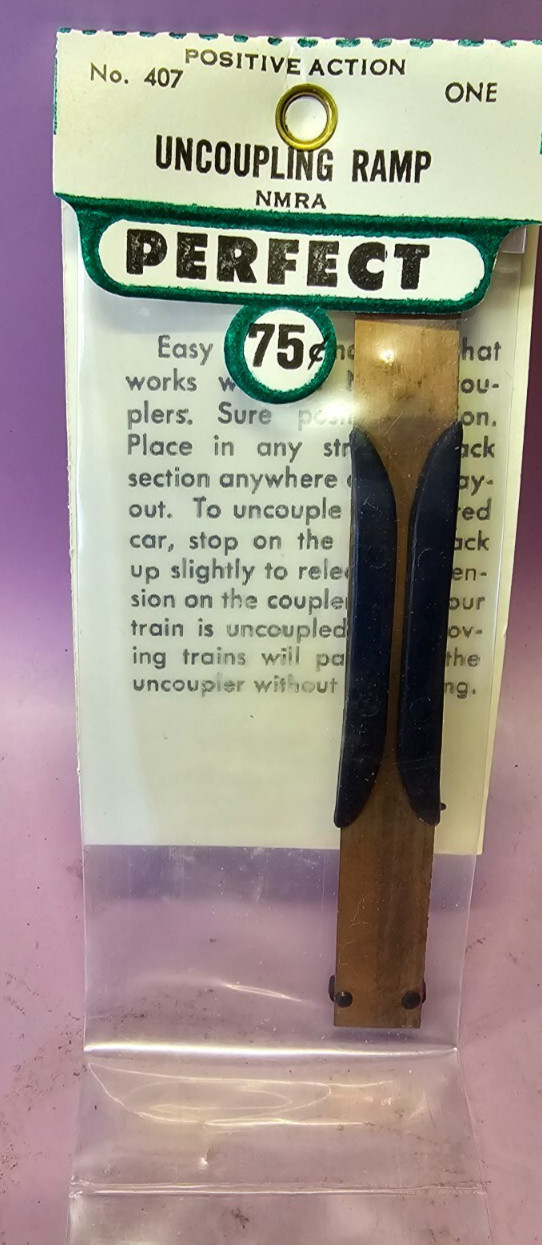 POSITIVE ACTION
No. 407
ONE
UNCOUPLING RAMP
NMRA
PERFECT
75¢
Easy hat
works w ou-
plers. Sure on.
Place in any str ack
section anywhere ay-
out. To uncouple red
car, stop on the ack
up slightly to rele en-
sion on the couple our
train is uncoupled ov-
ing trains will pa the
uncoupler without ng.